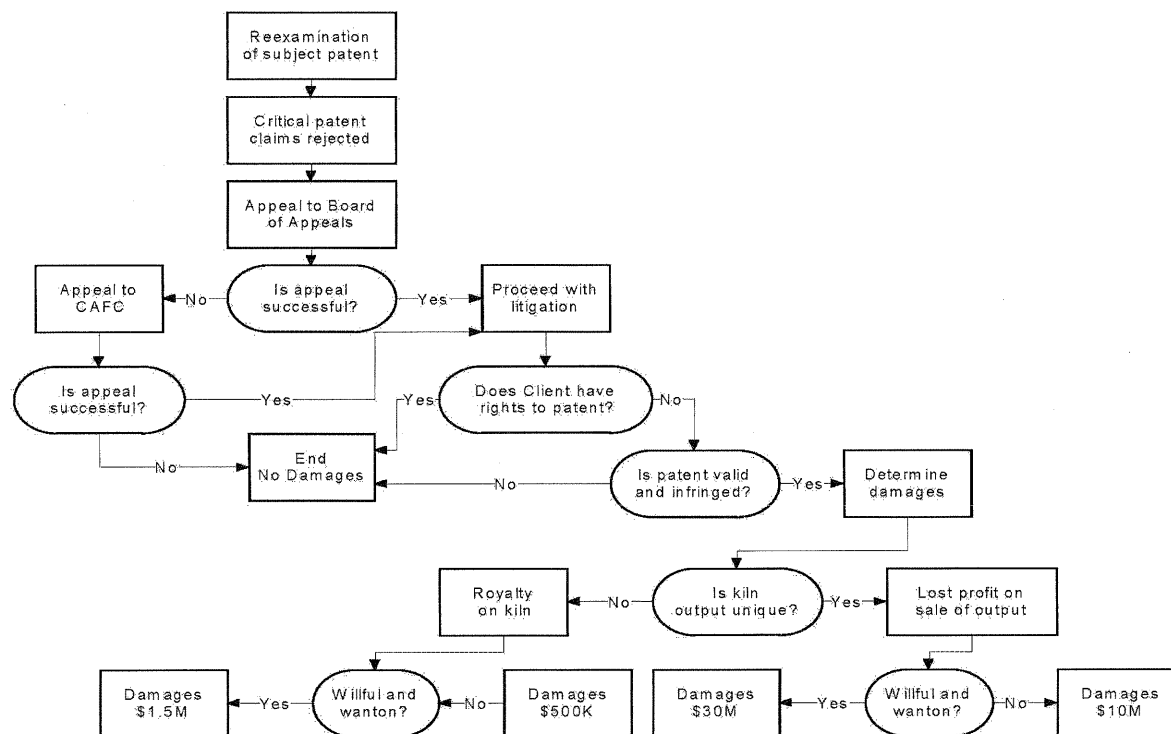 Reexamination
of subject patent
Critical patent
claims rejected
Appeal to Board
of Appeals
Appeal to
CAFC
No
Is appeal
successful?
Yes
Proceed with
litigation
Is appeal
successful?
Yes
Does Client have
rights to patent?
Yes
No
No
End
No Damages
No
Is patent valid
and infringed?
Yes
Determine
damages
Royalty
on kiln
No
Is kiln
output unique?
Yes
Lost profit on
sale of output
Damages
$1.5M
Yes
Willful and
wanton?
No
Damages
$500K
Damages
$30M
Yes
Willful and
wanton?
No
Damages
$10M